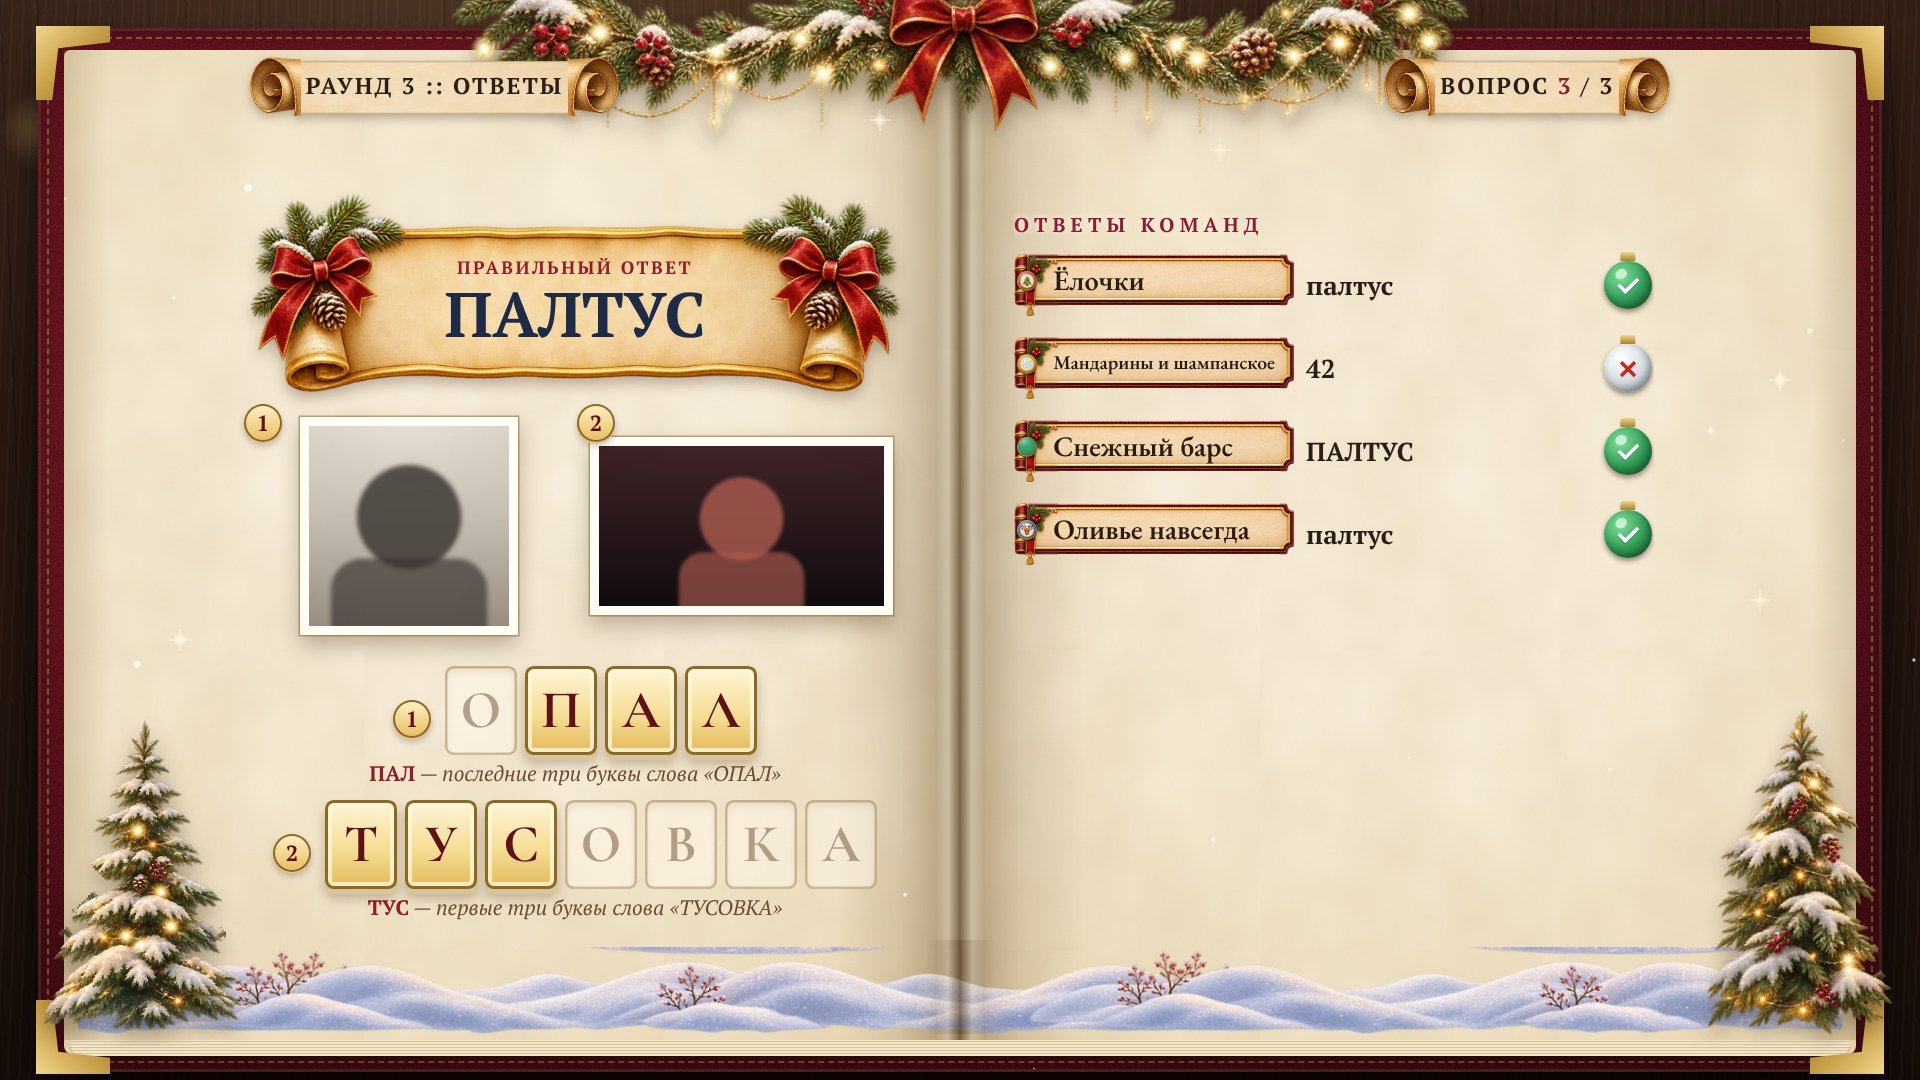 РАУНД 3 :: ОТВЕТЫ
ВОПРОС 3 / 3
ПРАВИЛЬНЫЙ ОТВЕТ
ПАЛТУС
1
2
1 О П А Л
ПАЛ — последние три буквы слова «ОПАЛ»
2 Т У С О В К А
ТУС — первые три буквы слова «ТУСОВКА»
ОТВЕТЫ КОМАНД
Ёлочки палтус
Мандарины и шампанское 42
Снежный барс ПАЛТУС
Оливье навсегда палтус